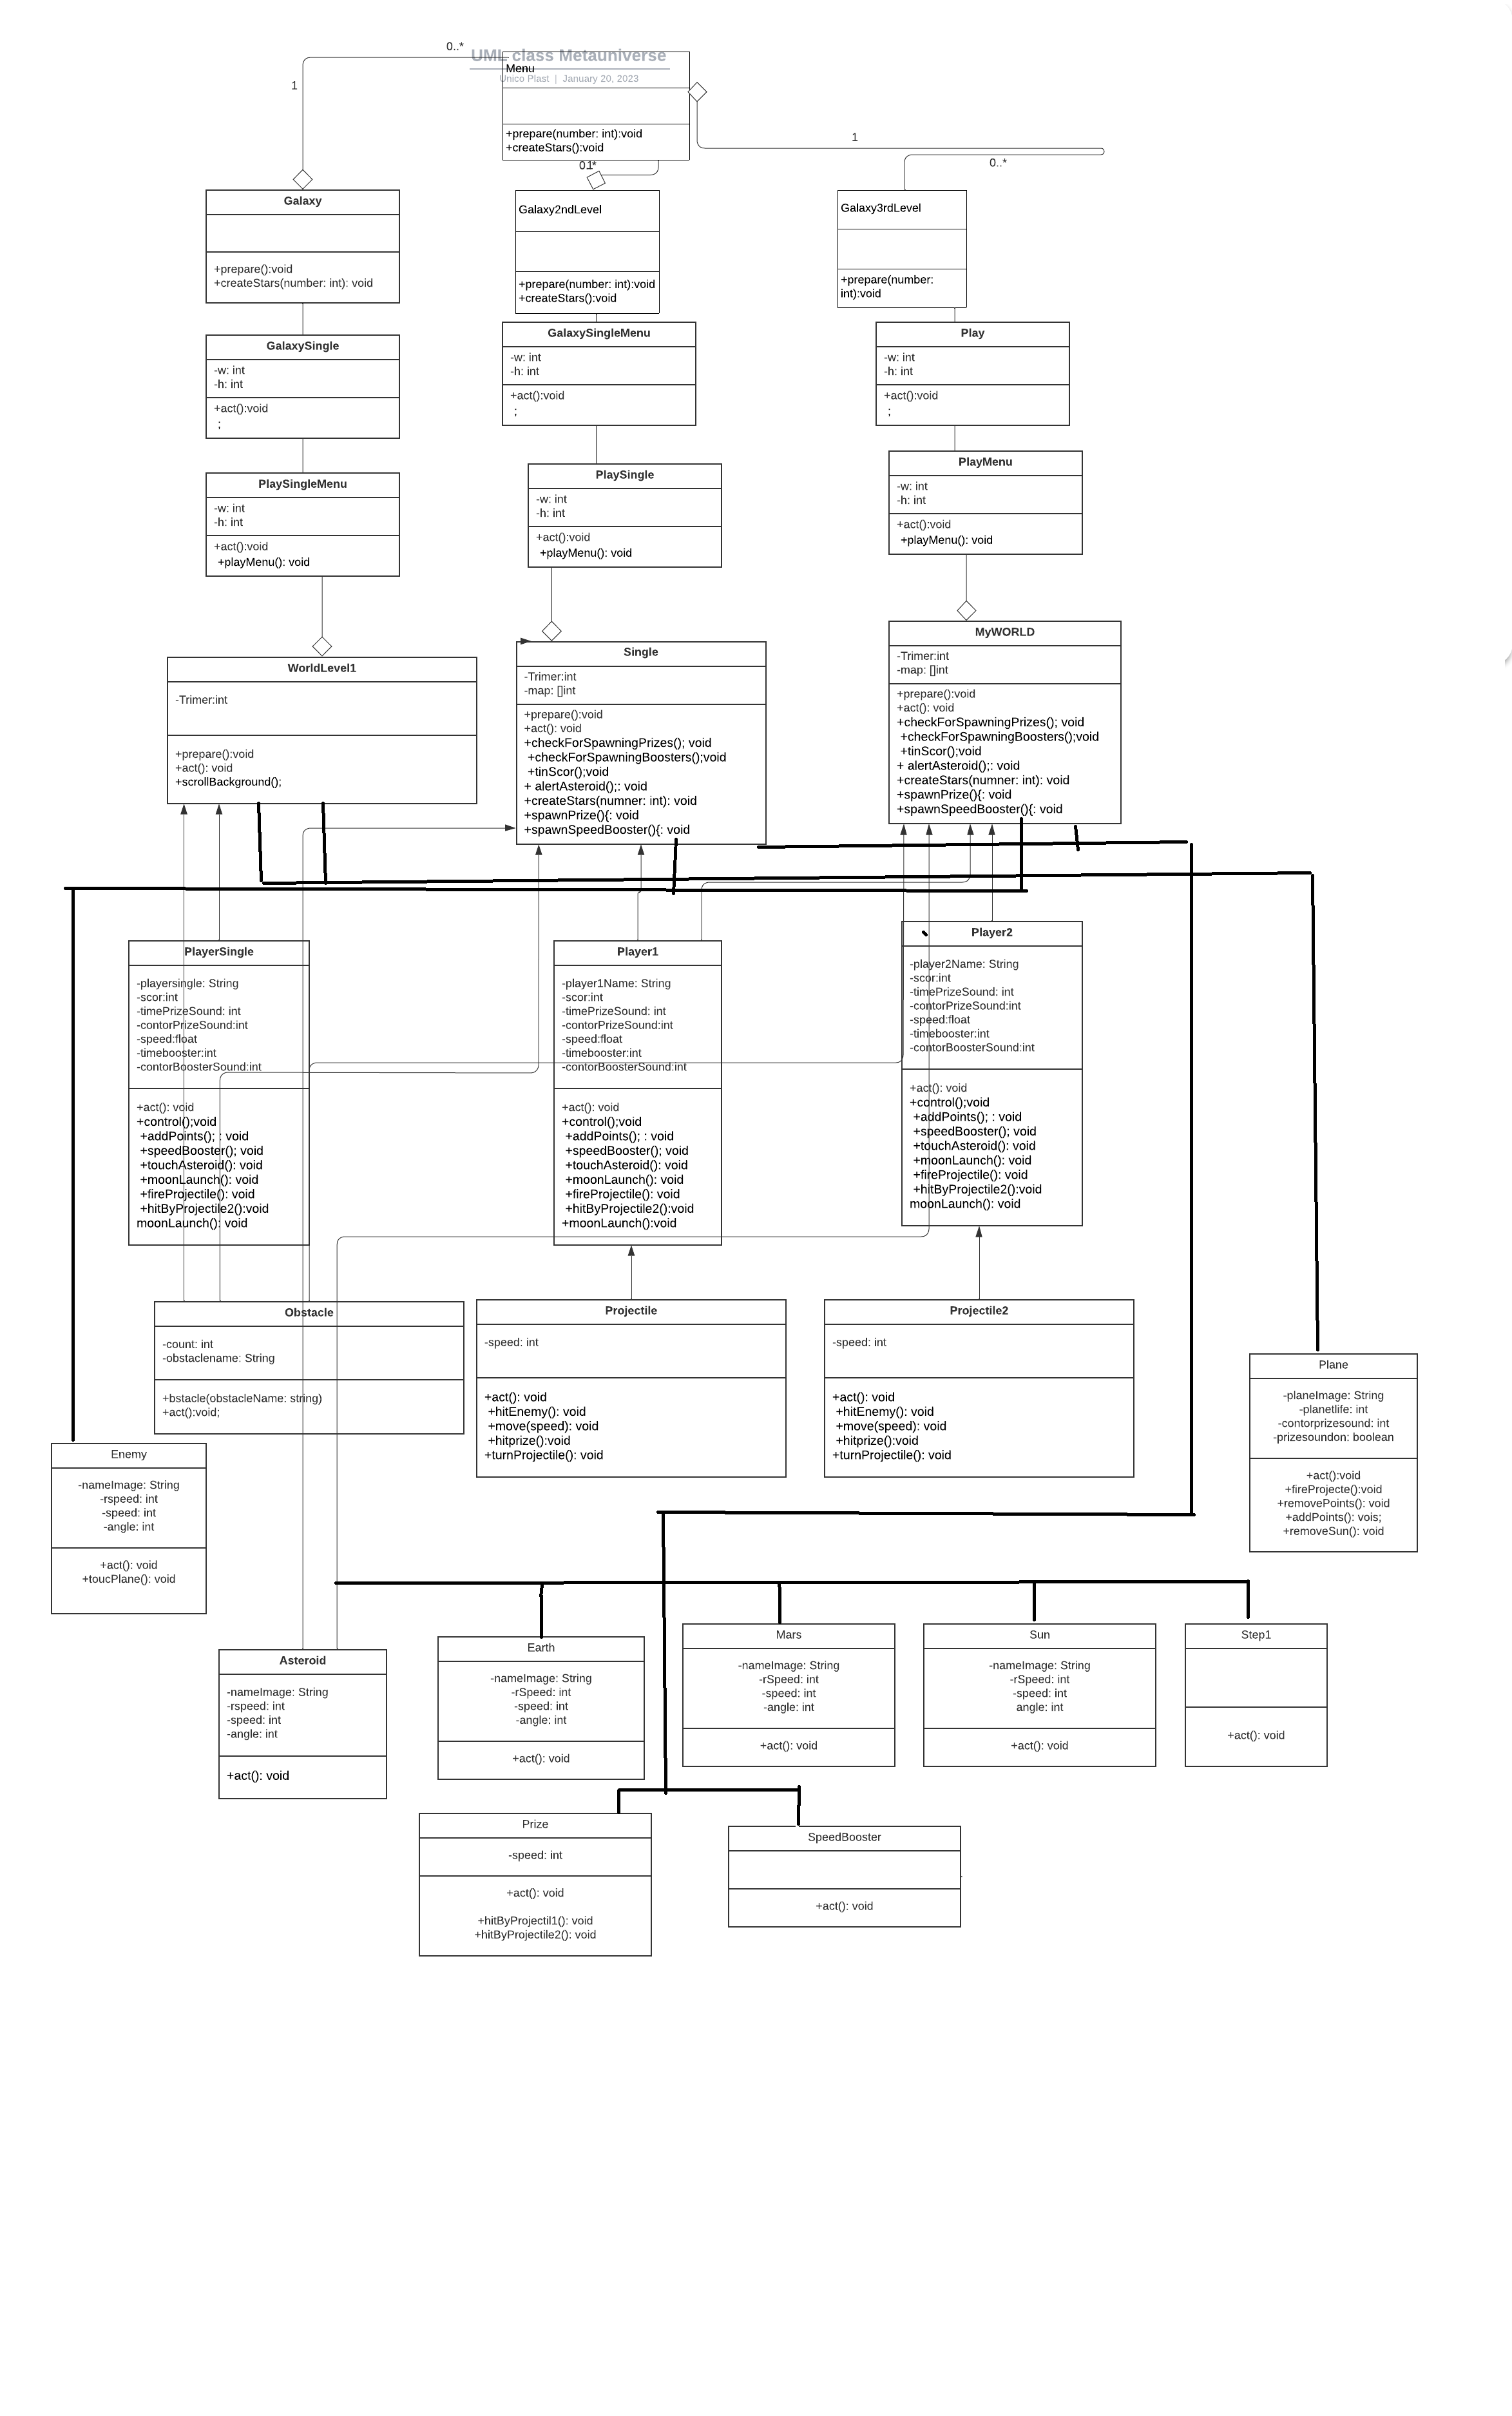 0..*
UML class Metauniverse
Menu
Unico Plast | January 20, 2023
1
+prepare(number: int):void
+createStars():void
1
0..*
Galaxy
+prepare():void
+createStars(number: int): void
Galaxy2ndLevel
+prepare(number: int):void
+createStars():void
Galaxy3rdLevel
+prepare(number:
int):void
GalaxySingle
-w: int
-h: int
+act():void
;
GalaxySingleMenu
-w: int
-h: int
+act():void
;
Play
-w: int
-h: int
+act():void
;
PlaySingleMenu
-w: int
-h: int
+act():void
+playMenu(): void
PlaySingle
-w: int
-h: int
+act():void
+playMenu(): void
PlayMenu
-w: int
-h: int
+act():void
+playMenu(): void
WorldLevel1
-Trimer:int
+prepare():void
+act(): void
+scrollBackground();
Single
-Trimer:int
-map: []int
+prepare():void
+act(): void
+checkForSpawningPrizes(); void
+checkForSpawningBoosters();void
+tinScor();void
+ alertAsteroid();: void
+createStars(numner: int): void
+spawnPrize(){: void
+spawnSpeedBooster(){: void
MyWORLD
-Trimer:int
-map: []int
+prepare():void
+act(): void
+checkForSpawningPrizes(); void
+checkForSpawningBoosters();void
+tinScor();void
+ alertAsteroid();: void
+createStars(numner: int): void
+spawnPrize(){: void
+spawnSpeedBooster(){: void
PlayerSingle
-playersingle: String
-scor:int
-timePrizeSound: int
-contorPrizeSound:int
-speed:float
-timebooster:int
-contorBoosterSound:int
+act(): void
+control();void
+addPoints(); : void
+speedBooster(); void
+touchAsteroid(): void
+moonLaunch(): void
+fireProjectile(): void
+hitByProjectile2():void
moonLaunch(): void
Player1
-player1Name: String
-scor:int
-timePrizeSound: int
-contorPrizeSound:int
-speed:float
-timebooster:int
-contorBoosterSound:int
+act(): void
+control();void
+addPoints(); : void
+speedBooster(); void
+touchAsteroid(): void
+moonLaunch(): void
+fireProjectile(): void
+hitByProjectile2():void
+moonLaunch():void
Player2
-player2Name: String
-scor:int
-timePrizeSound: int
-contorPrizeSound:int
-speed:float
-timebooster:int
-contorBoosterSound:int
+act(): void
+control();void
+addPoints(); : void
+speedBooster(); void
+touchAsteroid(): void
+moonLaunch(): void
+fireProjectile(): void
+hitByProjectile2():void
moonLaunch(): void
Obstacle
-count: int
-obstaclename: String
+bstacle(obstacleName: string)
+act():void;
Projectile
-speed: int
+act(): void
+hitEnemy(): void
+move(speed): void
+hitprize():void
+turnProjectile(): void
Projectile2
-speed: int
+act(): void
+hitEnemy(): void
+move(speed): void
+hitprize():void
+turnProjectile(): void
Plane
-planeImage: String
-planetlife: int
-contorprizesound: int
-prizesoundon: boolean
+act():void
+fireProjecte():void
+removePoints(): void
+addPoints(): vois;
+removeSun(): void
Enemy
-nameImage: String
-rspeed: int
-speed: int
-angle: int
+act(): void
+toucPlane(): void
Asteroid
-nameImage: String
-rspeed: int
-speed: int
-angle: int
+act(): void
Earth
-nameImage: String
-rSpeed: int
-speed: int
-angle: int
+act(): void
Mars
-nameImage: String
-rSpeed: int
-speed: int
-angle: int
+act(): void
Sun
-nameImage: String
-rSpeed: int
-speed: int
angle: int
+act(): void
Step1
+act(): void
Prize
-speed: int
+act(): void
+hitByProjectil1(): void
+hitByProjectile2(): void
SpeedBooster
+act(): void